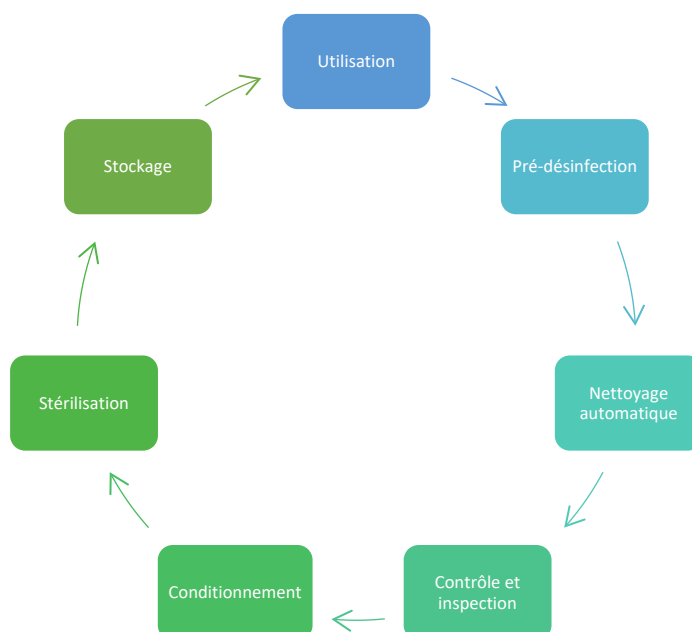 Utilisation
Pré-désinfection
Nettoyage
automatique
Contrôle et
inspection
Conditionnement
Stérilisation
Stockage